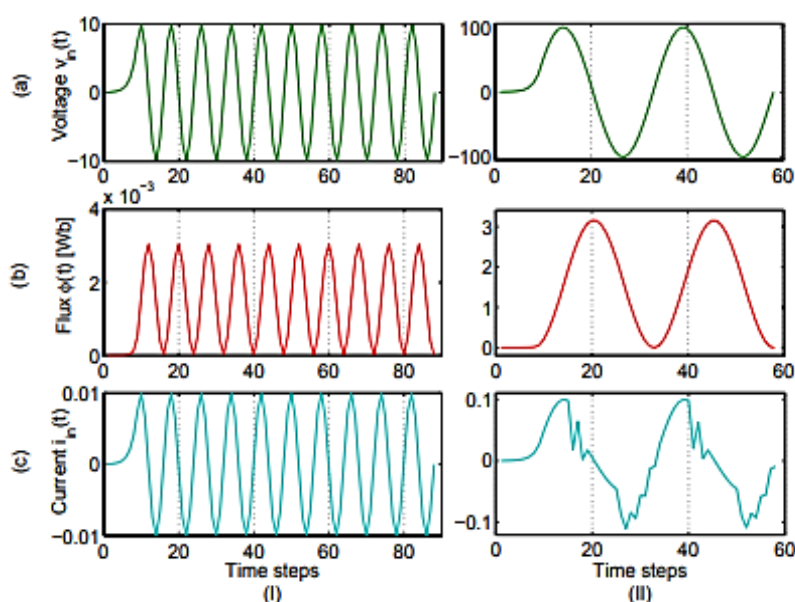 (a)
Voltage v_in(t)
10
0
−10
0 20 40 60 80
100
0
−100
0 20 40 60
x 10^−3
(b)
Flux ϕ(t) [Wb]
4
2
0
0 20 40 60 80
3
2
1
0
0 20 40 60
(c)
Current i_in(t)
0.01
0
−0.01
0 20 40 60 80
Time steps
(I)
0.1
0
−0.1
0 20 40 60
Time steps
(II)